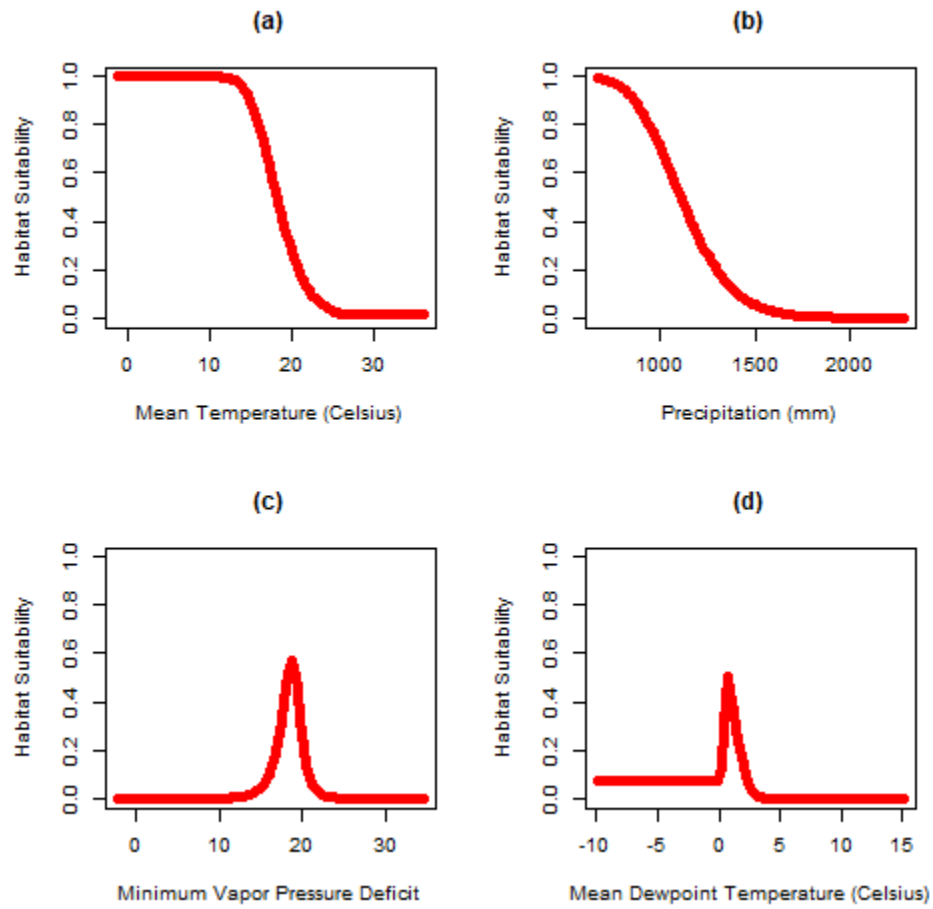 (a)
Habitat Suitability
1.0
0.8
0.6
0.4
0.2
0.0
0 10 20 30
Mean Temperature (Celsius)
(b)
Habitat Suitability
1.0
0.8
0.6
0.4
0.2
0.0
1000 1500 2000
Precipitation (mm)
(c)
Habitat Suitability
1.0
0.8
0.6
0.4
0.2
0.0
0 10 20 30
Minimum Vapor Pressure Deficit
(d)
Habitat Suitability
1.0
0.8
0.6
0.4
0.2
0.0
-10 -5 0 5 10 15
Mean Dewpoint Temperature (Celsius)